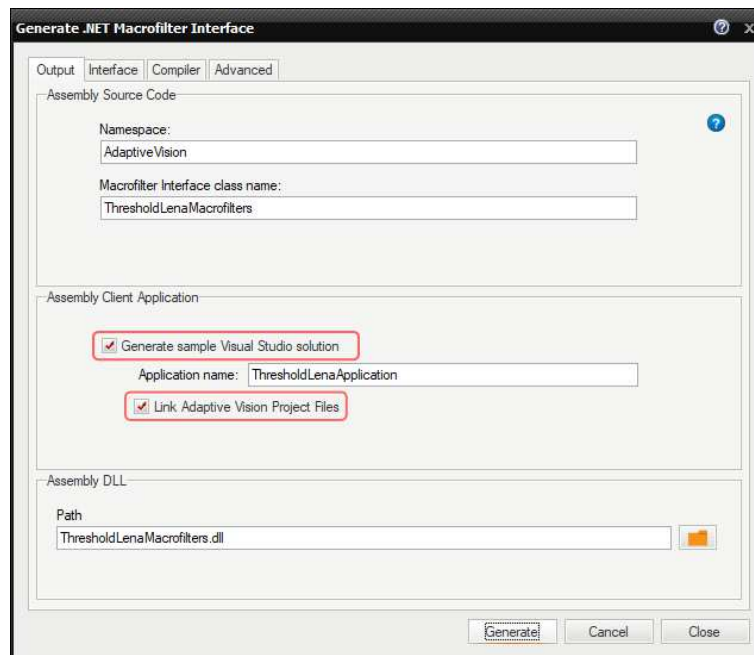 Generate .NET Macrofilter Interface
Output Interface Compiler Advanced
Assembly Source Code
Namespace:
AdaptiveVision
Macrofilter Interface class name:
ThresholdLenaMacrofilters
Assembly Client Application
Generate sample Visual Studio solution
Application name: ThresholdLenaApplication
Link Adaptive Vision Project Files
Assembly DLL
Path
ThresholdLenaMacrofilters.dll
Generate Cancel Close